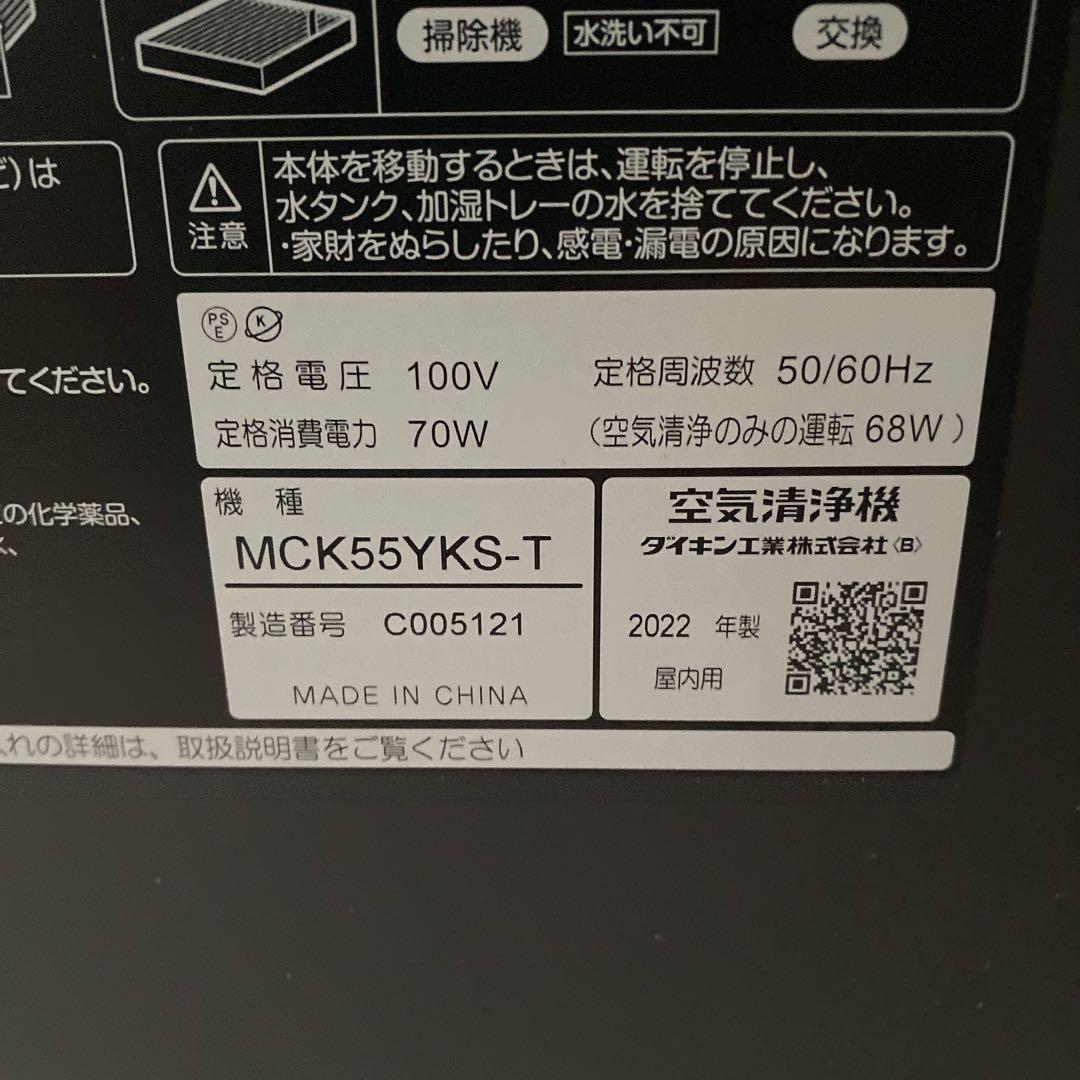 掃除機 水洗い不可 交換
ど)は
注意
本体を移動するときは、運転を停止し、
水タンク、加湿トレーの水を捨ててください。
・家財をぬらしたり、感電・漏電の原因になります。
てください。
の化学薬品、
PS
E
K
定格電圧 100V 定格周波数 50/60Hz
定格消費電力 70W (空気清浄のみの運転 68W )
機種
MCK55YKS-T
製造番号 C005121
MADE IN CHINA
空気清浄機
ダイキン工業株式会社〈B〉
2022 年製
屋内用
れの詳細は、取扱説明書をご覧ください